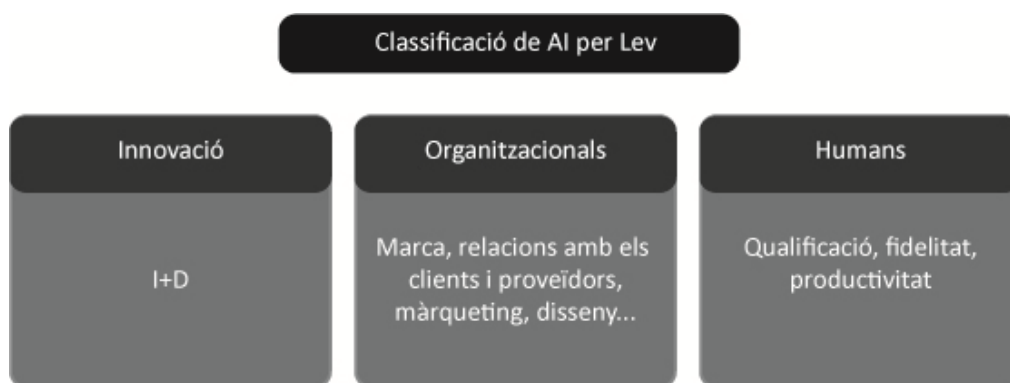 Classificació de AI per Lev
Innovació
I+D
Organitzacionals
Marca, relacions amb els
clients i proveïdors,
màrqueting, disseny...
Humans
Qualificació, fidelitat,
productivitat